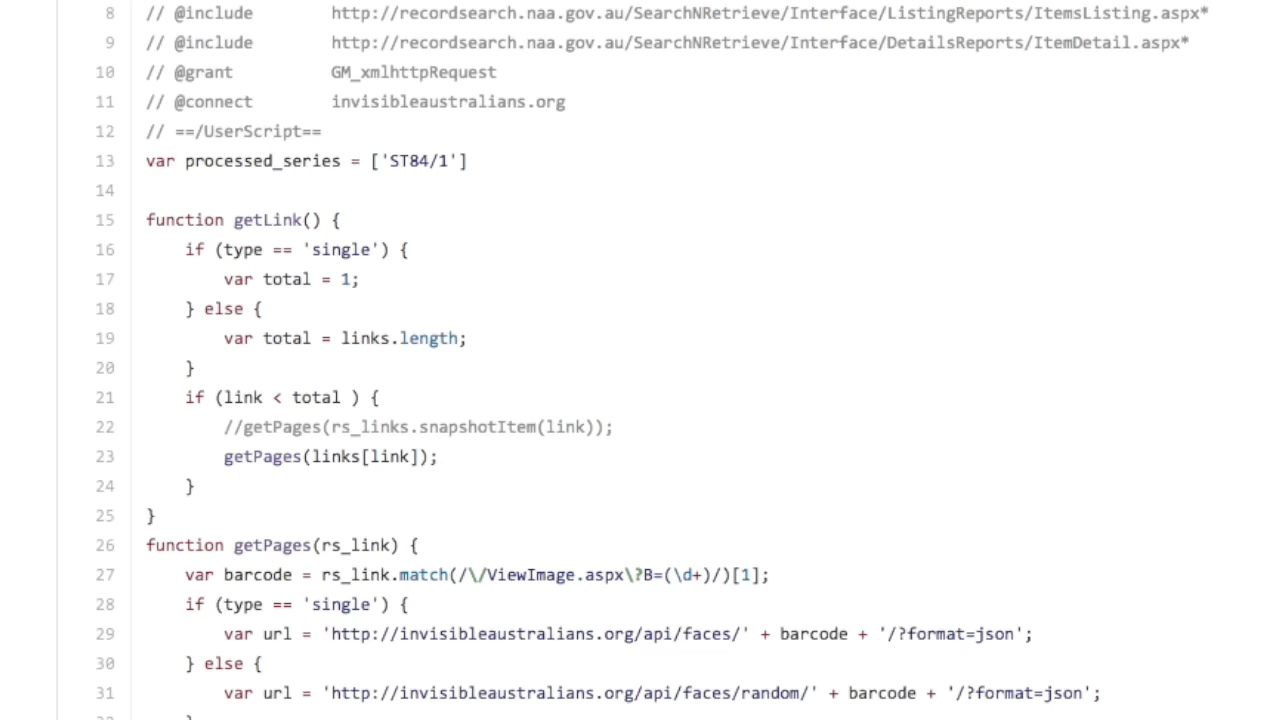 8 // @include http://recordsearch.naa.gov.au/SearchNRetrieve/Interface/ListingReports/ItemsListing.aspx*
9 // @include http://recordsearch.naa.gov.au/SearchNRetrieve/Interface/DetailsReports/ItemDetail.aspx*
10 // @grant GM_xmlhttpRequest
11 // @connect invisibleaustralians.org
12 // ==/UserScript==
13 var processed_series = ['ST84/1']
14
15 function getLink() {
16 if (type == 'single') {
17 var total = 1;
18 } else {
19 var total = links.length;
20 }
21 if (link < total ) {
22 //getPages(rs_links.snapshotItem(link));
23 getPages(links[link]);
24 }
25 }
26 function getPages(rs_link) {
27 var barcode = rs_link.match(/\/ViewImage.aspx\?B=(\d+)/)[1];
28 if (type == 'single') {
29 var url = 'http://invisibleaustralians.org/api/faces/' + barcode + '/?format=json';
30 } else {
31 var url = 'http://invisibleaustralians.org/api/faces/random/' + barcode + '/?format=json';